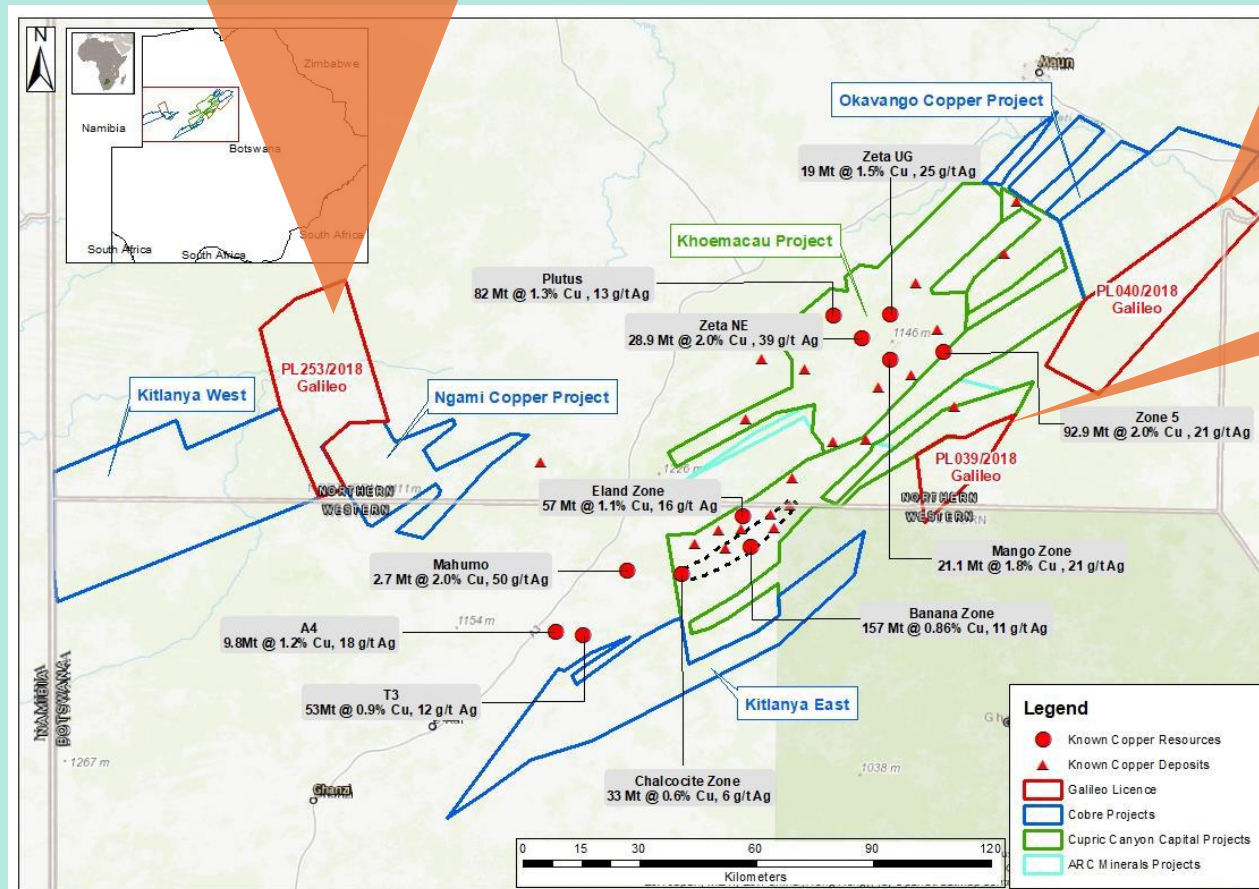 N
Zimbabwe
Namibia
Botswana
South Africa
South Africa
South Africa
Maun
Okavango Copper Project
Zeta UG
19 Mt @ 1.5% Cu , 25 g/t Ag
Khoemacau Project
Plutus
82 Mt @ 1.3% Cu , 13 g/t Ag
PL040/2018
Galileo
Zeta NE
28.9 Mt @ 2.0% Cu , 39 g/t Ag
1146 m
PL253/2018
Galileo
Kitlanya West
Ngami Copper Project
Zone 5
92.9 Mt @ 2.0% Cu , 21 g/t Ag
PL039/2018
Galileo
1226 m
NORTHERN
WESTERN
Eland Zone
57 Mt @ 1.1% Cu, 16 g/t Ag
NORTHERN
WESTERN
Mango Zone
21.1 Mt @ 1.8% Cu , 21 g/t Ag
Mahumo
2.7 Mt @ 2.0% Cu, 50 g/t Ag
Banana Zone
157 Mt @ 0.86% Cu, 11 g/t Ag
A4
9.8Mt @ 1.2% Cu, 18 g/t Ag
1154 m
T3
53Mt @ 0.9% Cu, 12 g/t Ag
Kitlanya East
NAMIBIA
BOTSWANA
1267 m
Ghanzi
Chalcocite Zone
33 Mt @ 0.6% Cu, 6 g/t Ag
1038 m
Legend
Known Copper Resources
Known Copper Deposits
Galileo Licence
Cobre Projects
Cupric Canyon Capital Projects
ARC Minerals Projects
0 15 30 60 90 120
Kilometers